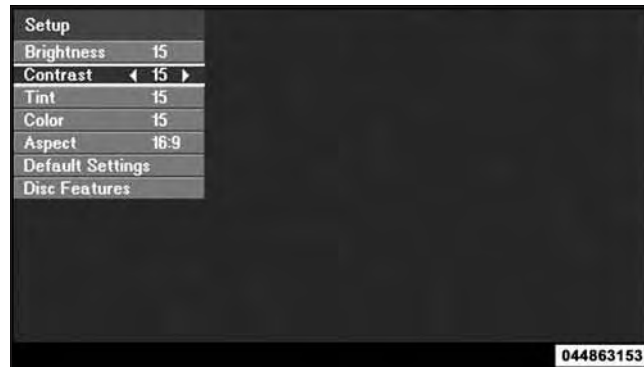 Setup
Brightness 15
Contrast 15
Tint 15
Color 15
Aspect 16:9
Default Settings
Disc Features
044863153